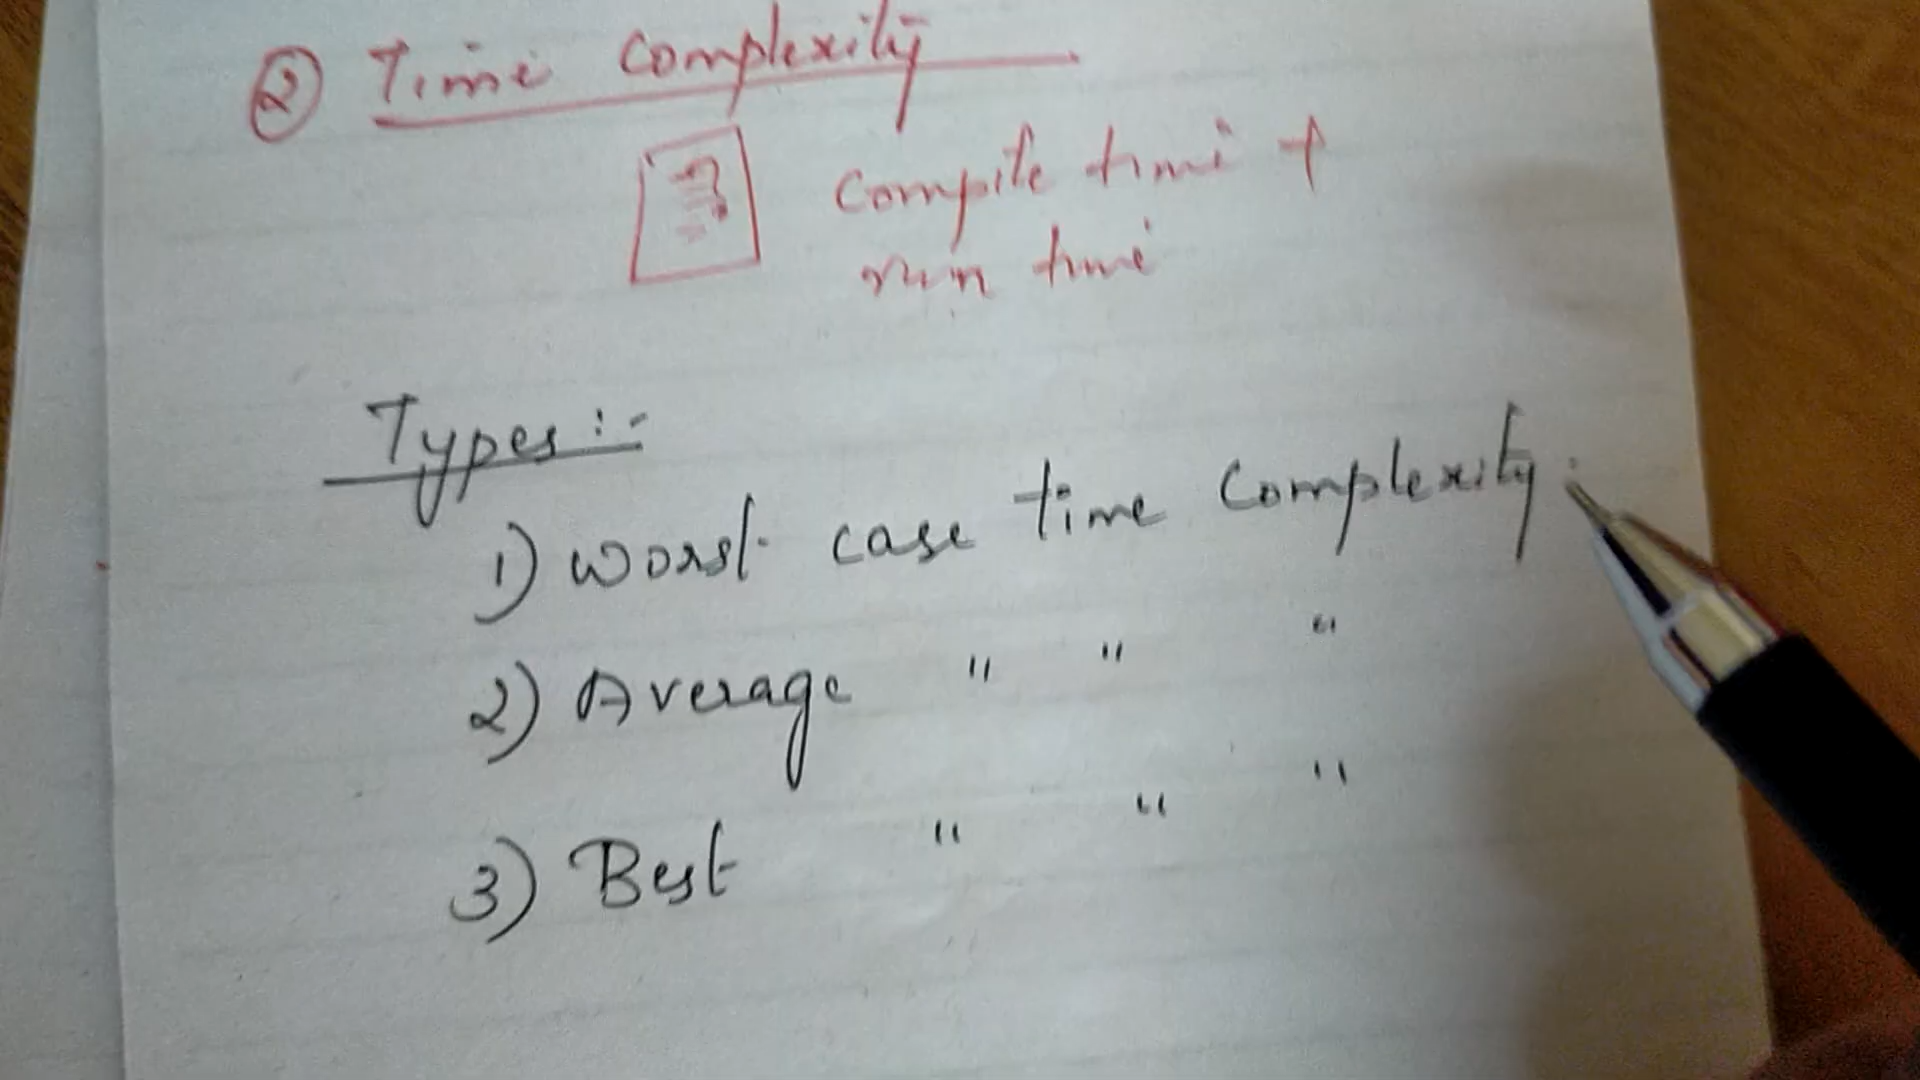 ② Time Complexity
Compile time +
run time
Types :-
1) Worst case time Complexity.
2) Average " " "
3) Best " " "